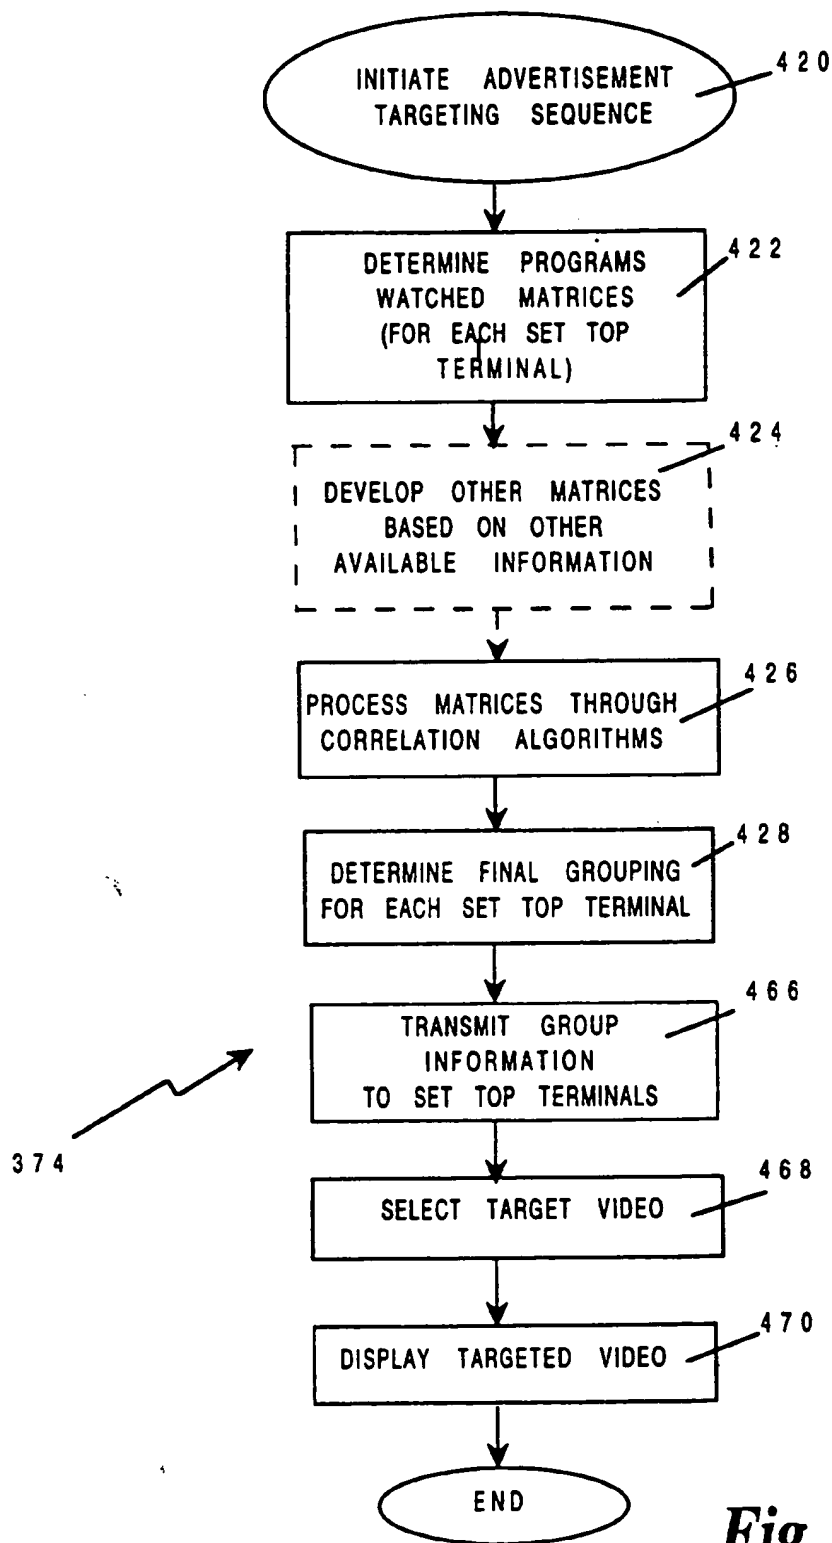 INITIATE ADVERTISEMENT
TARGETING SEQUENCE
420
DETERMINE PROGRAMS
WATCHED MATRICES
(FOR EACH SET TOP
TERMINAL)
422
DEVELOP OTHER MATRICES
BASED ON OTHER
AVAILABLE INFORMATION
424
PROCESS MATRICES THROUGH
CORRELATION ALGORITHMS
426
DETERMINE FINAL GROUPING
FOR EACH SET TOP TERMINAL
428
TRANSMIT GROUP
INFORMATION
TO SET TOP TERMINALS
466
374
SELECT TARGET VIDEO
468
DISPLAY TARGETED VIDEO
470
END
Fig